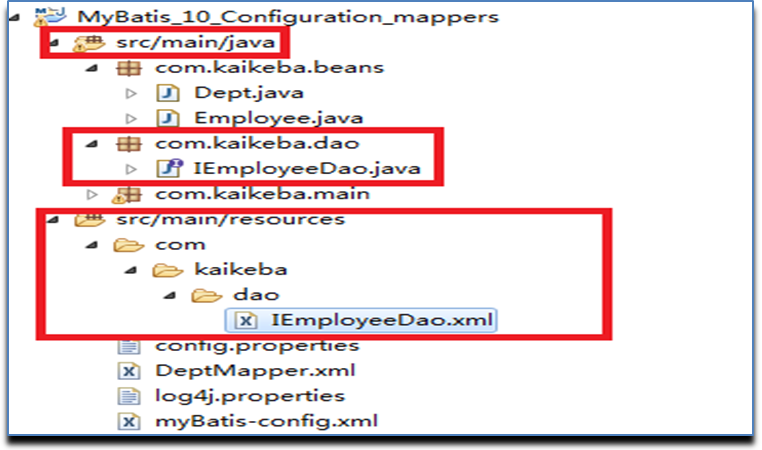 MyBatis_10_Configuration_mappers
src/main/java
com.kaikeba.beans
Dept.java
Employee.java
com.kaikeba.dao
IEmployeeDao.java
com.kaikeba.main
src/main/resources
com
kaikeba
dao
IEmployeeDao.xml
config.properties
DeptMapper.xml
log4j.properties
myBatis-config.xml